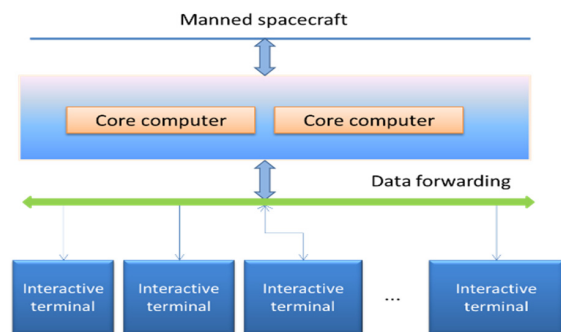 Manned spacecraft
Core computer
Core computer
Data forwarding
Interactive
terminal
Interactive
terminal
Interactive
terminal
...
Interactive
terminal